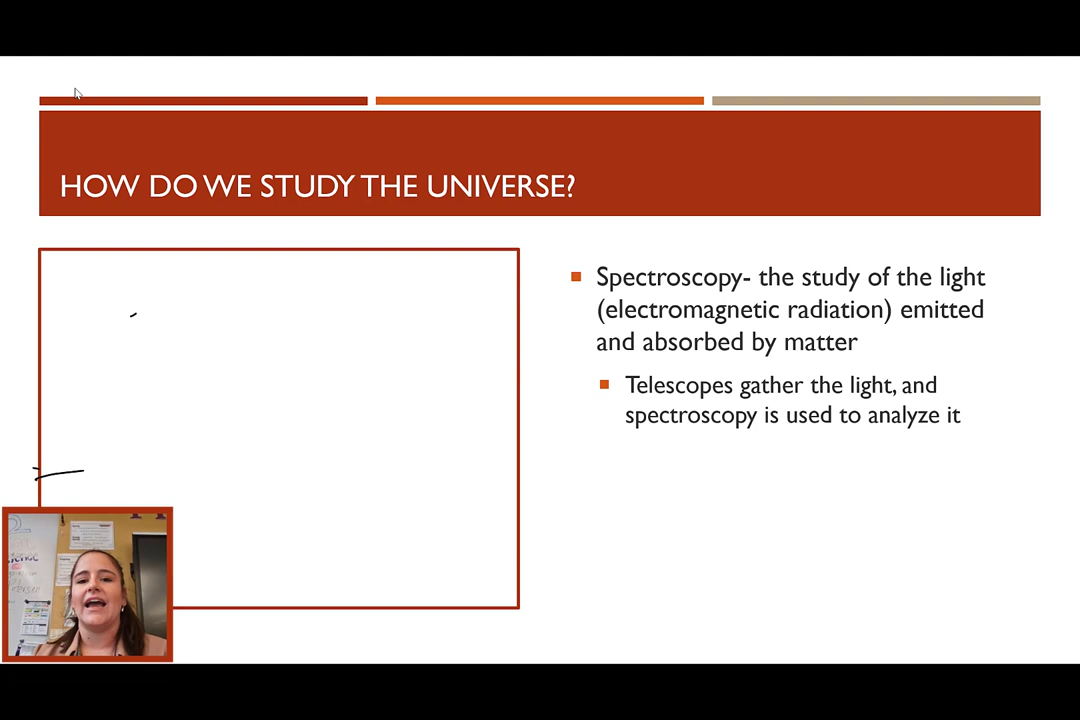 HOW DO WE STUDY THE UNIVERSE?
Spectroscopy- the study of the light
(electromagnetic radiation) emitted
and absorbed by matter
Telescopes gather the light, and
spectroscopy is used to analyze it